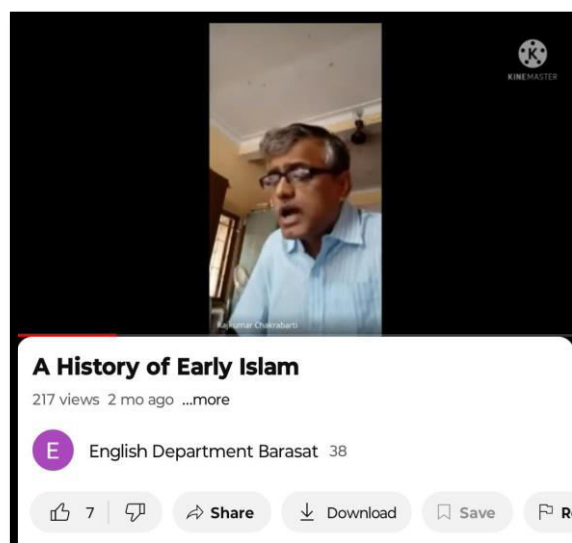 KINEMASTER
Rajkumar Chakrabarti
A History of Early Islam
217 views 2 mo ago ...more
E English Department Barasat 38
7 Share Download Save